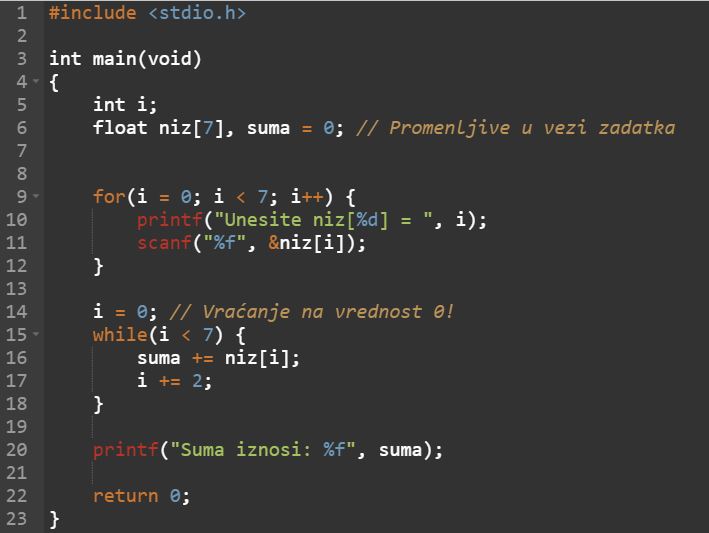 1 #include <stdio.h>
2
3 int main(void)
4 {
5     int i;
6     float niz[7], suma = 0; // Promenljive u vezi zadatka
7
8
9     for(i = 0; i < 7; i++) {
10         printf("Unesite niz[%d] = ", i);
11         scanf("%f", &niz[i]);
12     }
13
14     i = 0; // Vraćanje na vrednost 0!
15     while(i < 7) {
16         suma += niz[i];
17         i += 2;
18     }
19
20     printf("Suma iznosi: %f", suma);
21
22     return 0;
23 }